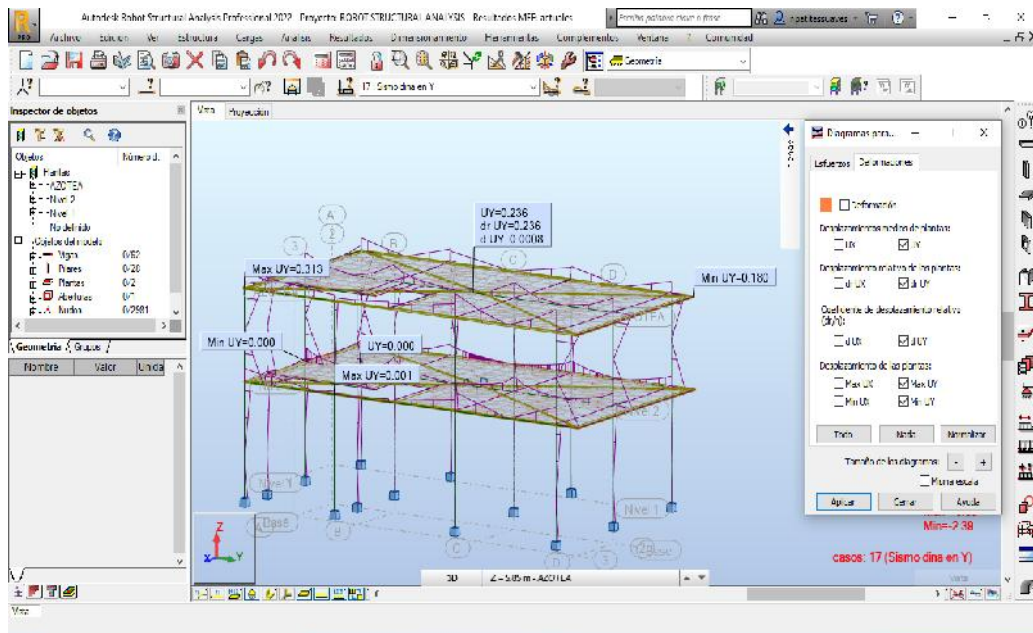 Autodesk Robot Structural Analysis Professional 2022 - Proyecto: ROBOT STRUCTURAL ANALYSIS - Resultados MEF: actuales
Archivo Edición Ver Estructura Cargas Análisis Resultados Dimensionamiento Herramientas Complementos Ventana ? Comunidad
Geometría
17 : Sismo dina en Y
Inspector de objetos
Vista Proyección
Objetos Número d.
Plantas
AZOTEA
Nivel 2
Nivel 1
No definido
Objetos del modelo
Vigas 0/62
Pilares 0/28
Plantas 0/2
Aberturas 0/1
Nudos 0/2981
Geometría Grupos
Nombre Valor Unida
A
2
3
B
C
D
UY=0.236
dr UY=0.236
d UY=0.0008
Max UY=0.313
Min UY=0.180
Min UY=0.000
UY=0.000
Max UY=0.001
Nivel 1
Base
A
B
C
D
3
Nivel 1
Diagramas para...
Esfuerzos Deformaciones
Deformación
Desplazamientos medios de plantas:
UX UY
Desplazamiento relativo de las plantas:
dr UX dr UY
Coeficiente de desplazamiento relativo
(dr/h):
d UX d UY
Desplazamiento de las plantas:
Max UX Max UY
Min UX Min UY
Todo Nada Normalizar
Tamaño de los diagramas: - +
Misma escala
Aplicar Cerrar Ayuda
Min=-2.38
casos: 17 (Sismo dina en Y)
3D Z = 5.85 m - AZOTEA
Vista
Vista